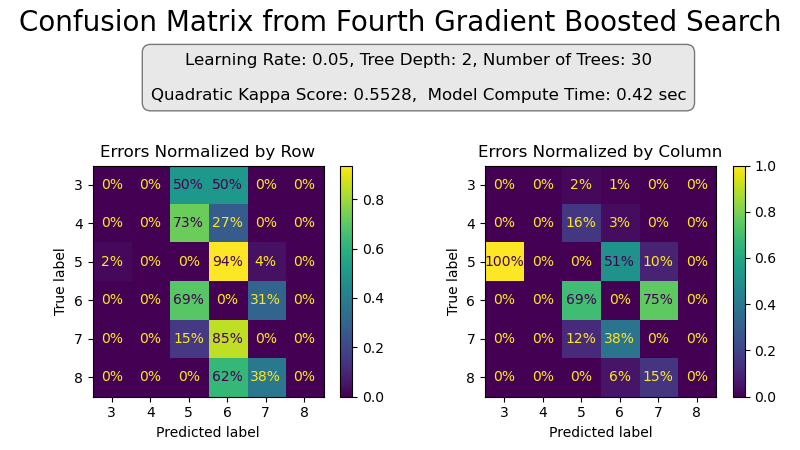 Confusion Matrix from Fourth Gradient Boosted Search
Learning Rate: 0.05, Tree Depth: 2, Number of Trees: 30
Quadratic Kappa Score: 0.5528,  Model Compute Time: 0.42 sec
Errors Normalized by Row
True label
3 0% 0% 50% 50% 0% 0%
4 0% 0% 73% 27% 0% 0%
5 2% 0% 0% 94% 4% 0%
6 0% 0% 69% 0% 31% 0%
7 0% 0% 15% 85% 0% 0%
8 0% 0% 0% 62% 38% 0%
3 4 5 6 7 8
Predicted label
0.8
0.6
0.4
0.2
0.0
Errors Normalized by Column
True label
3 0% 0% 2% 1% 0% 0%
4 0% 0% 16% 3% 0% 0%
5 100% 0% 0% 51% 10% 0%
6 0% 0% 69% 0% 75% 0%
7 0% 0% 12% 38% 0% 0%
8 0% 0% 0% 6% 15% 0%
3 4 5 6 7 8
Predicted label
1.0
0.8
0.6
0.4
0.2
0.0